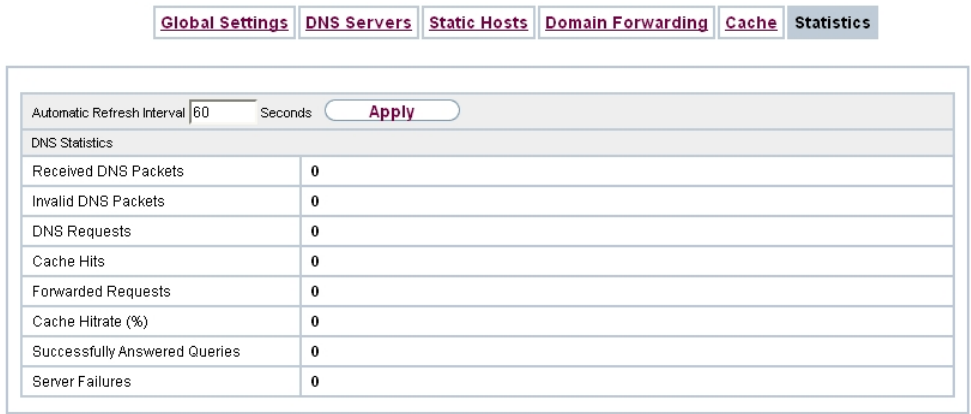 Global Settings DNS Servers Static Hosts Domain Forwarding Cache Statistics
Automatic Refresh Interval 60 Seconds Apply
DNS Statistics
Received DNS Packets 0
Invalid DNS Packets 0
DNS Requests 0
Cache Hits 0
Forwarded Requests 0
Cache Hitrate (%) 0
Successfully Answered Queries 0
Server Failures 0